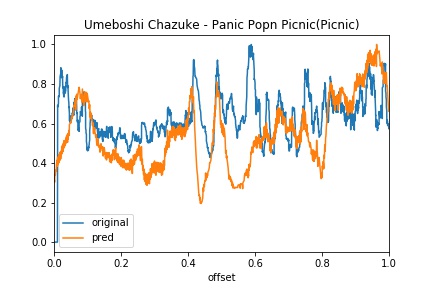 Umeboshi Chazuke - Panic Popn Picnic(Picnic)
1.0
0.8
0.6
0.4
0.2
0.0
original
pred
0.0 0.2 0.4 0.6 0.8 1.0
offset